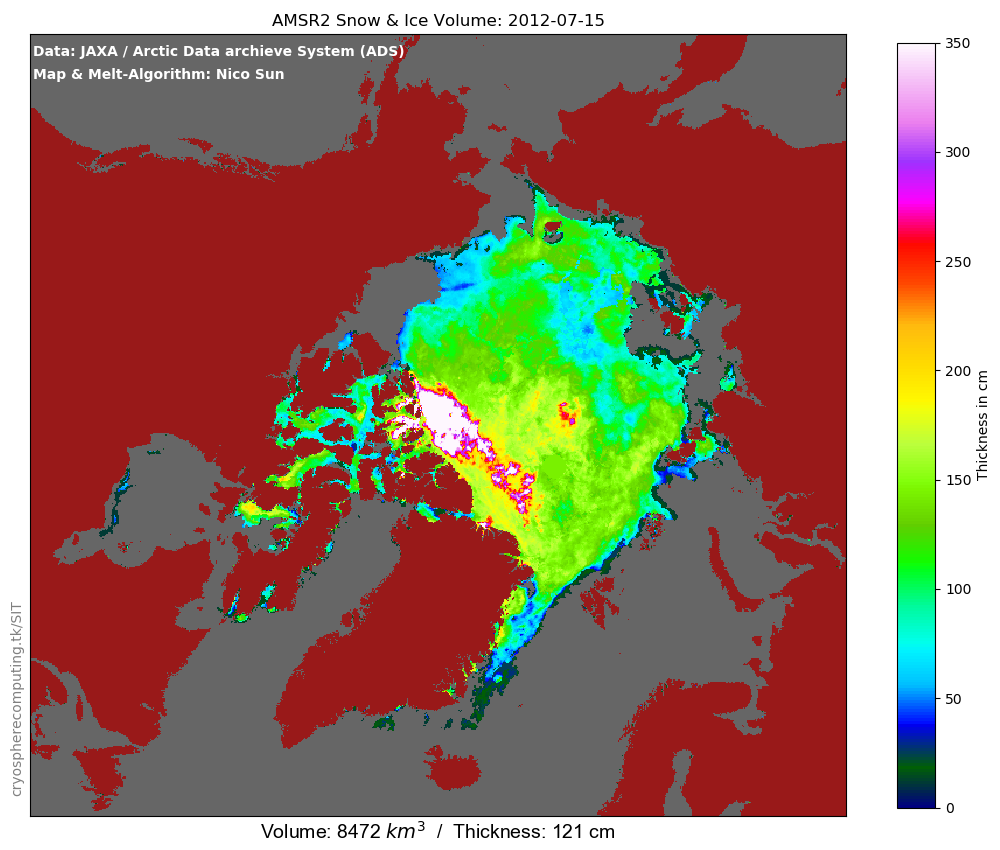 AMSR2 Snow & Ice Volume: 2012-07-15
Data: JAXA / Arctic Data archieve System (ADS)
Map & Melt-Algorithm: Nico Sun
350
300
250
200
150
100
50
0
Thickness in cm
cryospherecomputing.tk/SIT
Volume: 8472 km³ / Thickness: 121 cm